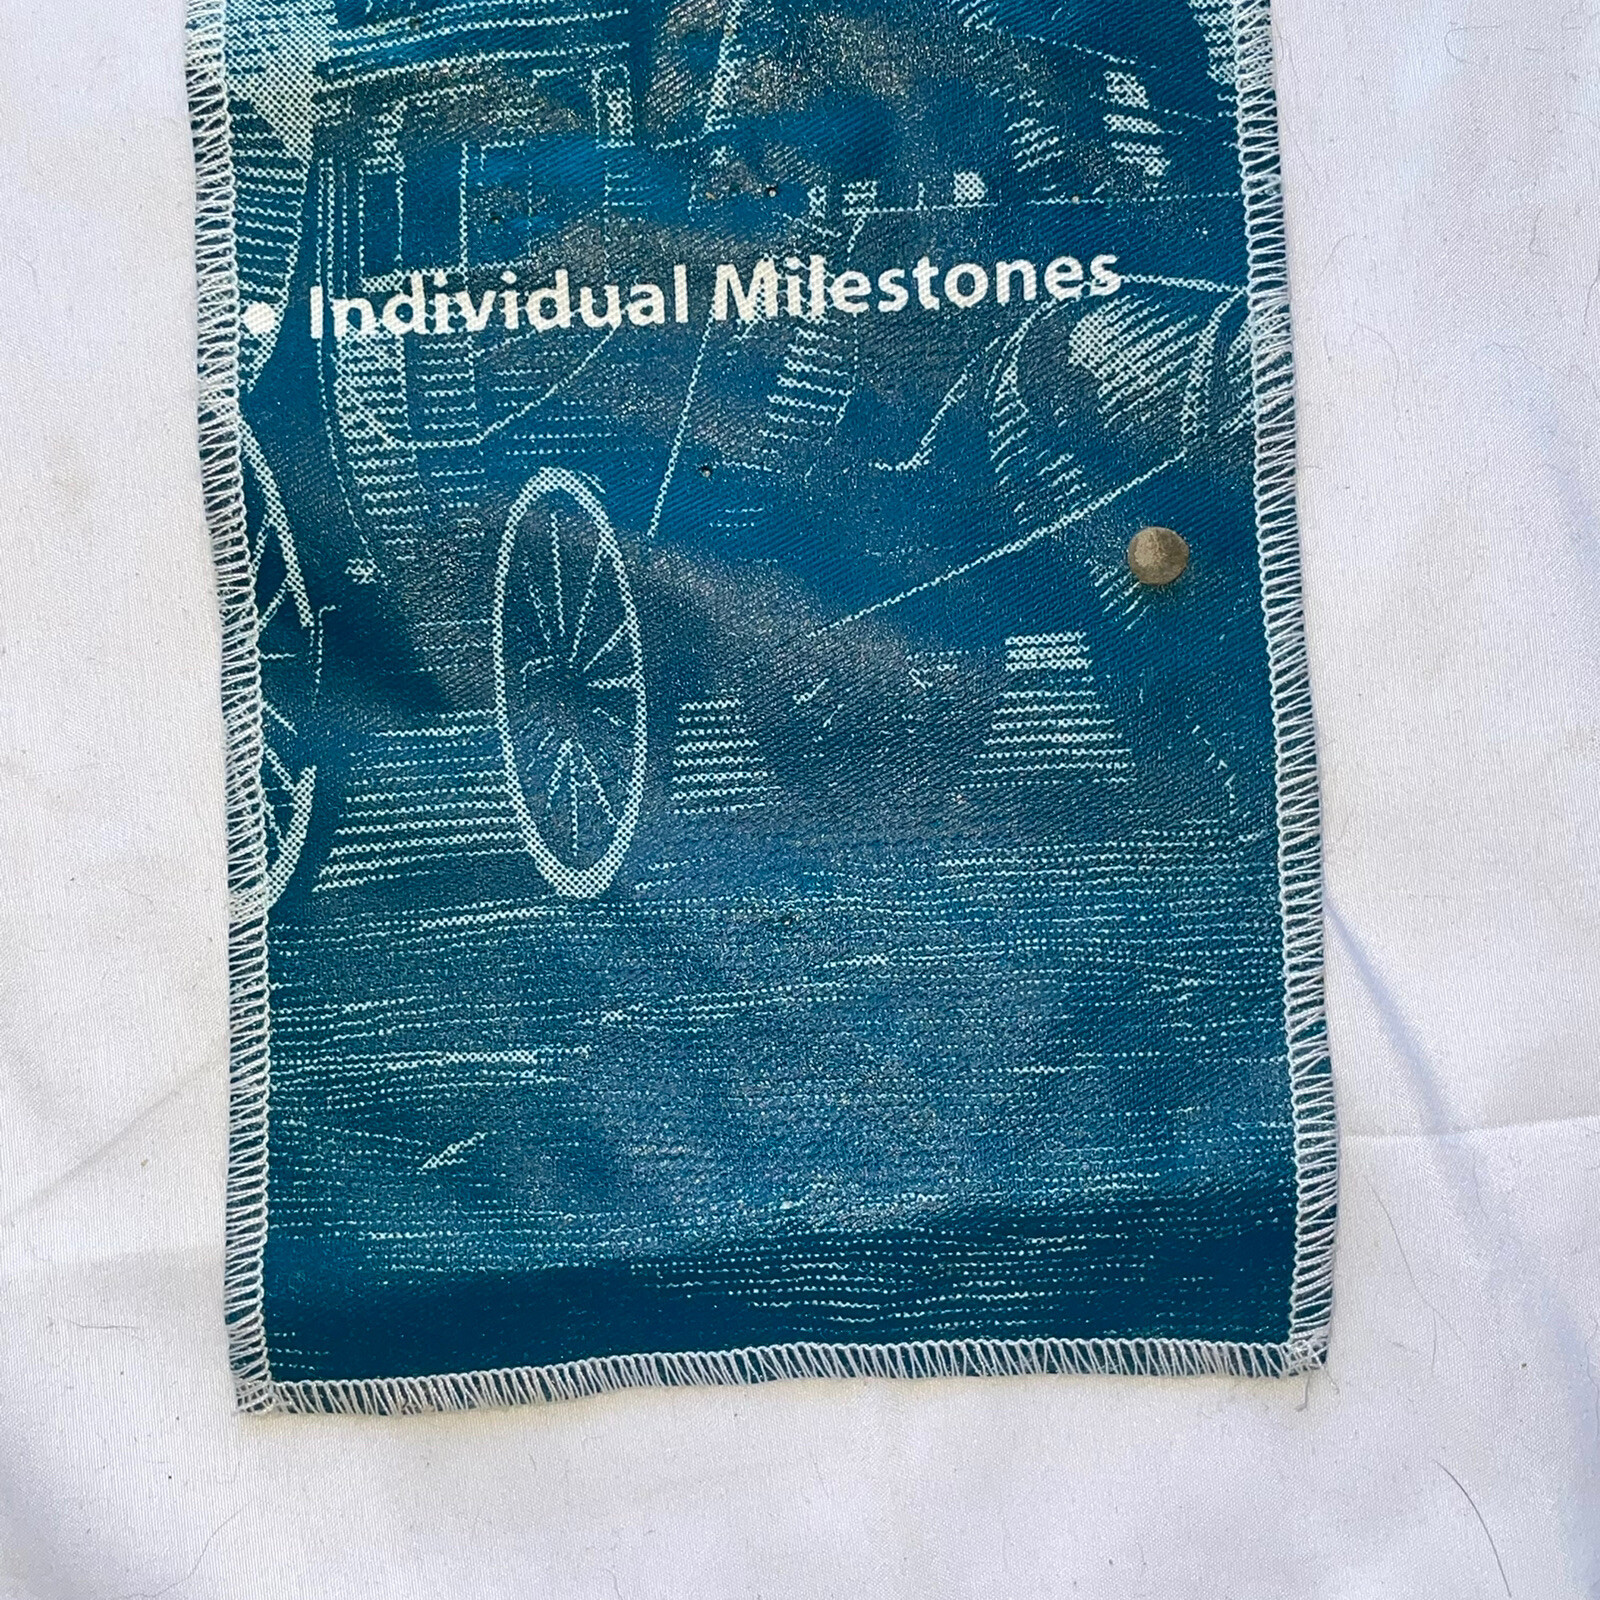 • Individual Milestones